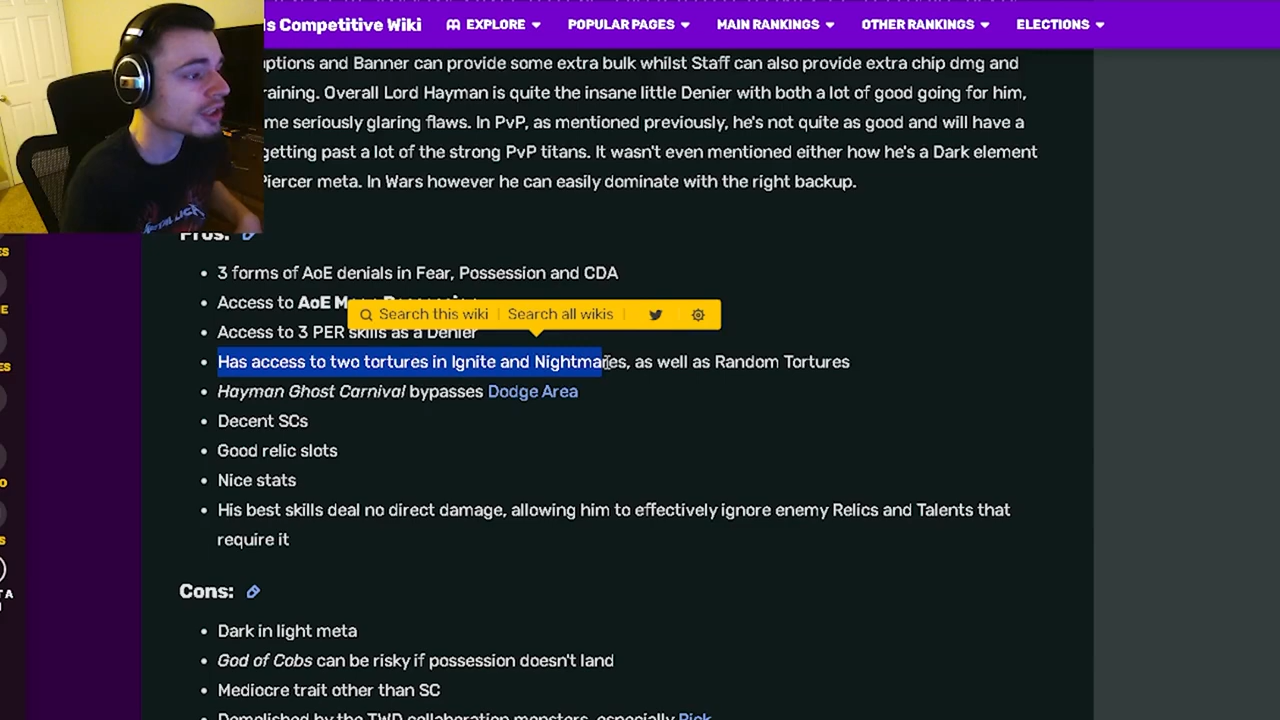 s Competitive Wiki
EXPLORE
POPULAR PAGES
MAIN RANKINGS
OTHER RANKINGS
ELECTIONS
ptions and Banner can provide some extra bulk whilst Staff can also provide extra chip dmg and
raining. Overall Lord Hayman is quite the insane little Denier with both a lot of good going for him,
me seriously glaring flaws. In PvP, as mentioned previously, he's not quite as good and will have a
getting past a lot of the strong PvP titans. It wasn't even mentioned either how he's a Dark element
Piercer meta. In Wars however he can easily dominate with the right backup.
Pros:
• 3 forms of AoE denials in Fear, Possession and CDA
• Access to AoE
Search this wiki
Search all wikis
• Access to 3 PER skills as a Denier
• Has access to two tortures in Ignite and Nightmares, as well as Random Tortures
• Hayman Ghost Carnival bypasses Dodge Area
• Decent SCs
• Good relic slots
• Nice stats
• His best skills deal no direct damage, allowing him to effectively ignore enemy Relics and Talents that
require it
Cons:
• Dark in light meta
• God of Cobs can be risky if possession doesn't land
• Mediocre trait other than SC
• Demolished by the TWD collaboration monsters, especially Rick